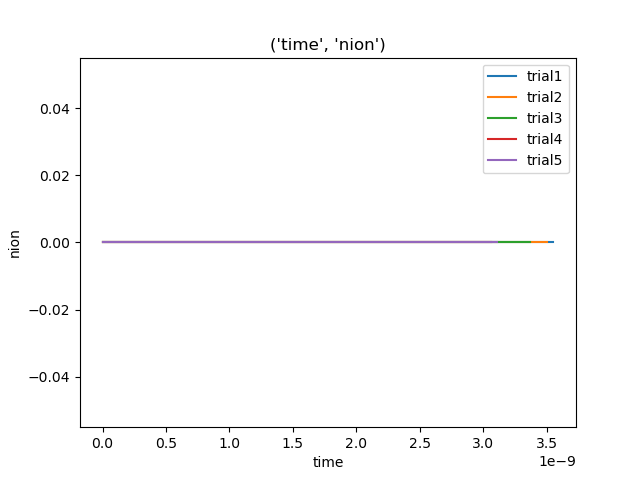 ('time', 'nion')
trial1
trial2
trial3
trial4
trial5
0.04
0.02
0.00
−0.02
−0.04
nion
0.0
0.5
1.0
1.5
2.0
2.5
3.0
3.5
1e−9
time